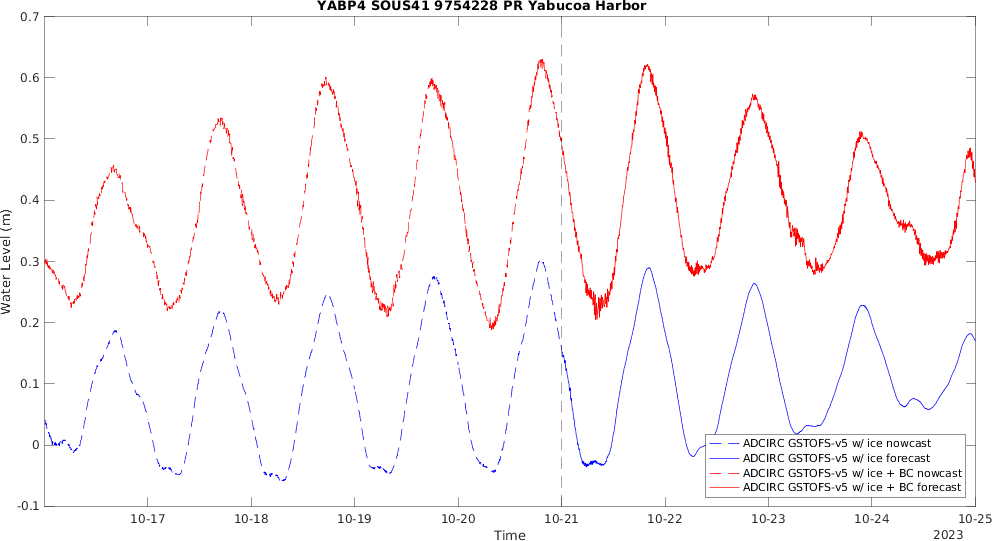 YABP4 SOUS41 9754228 PR Yabucoa Harbor
0.7
0.6
0.5
0.4
0.3
0.2
0.1
0
-0.1
Water Level (m)
10-17
10-18
10-19
10-20
10-21
10-22
10-23
10-24
10-25
Time
2023
ADCIRC GSTOFS-v5 w/ ice nowcast
ADCIRC GSTOFS-v5 w/ ice forecast
ADCIRC GSTOFS-v5 w/ ice + BC nowcast
ADCIRC GSTOFS-v5 w/ ice + BC forecast